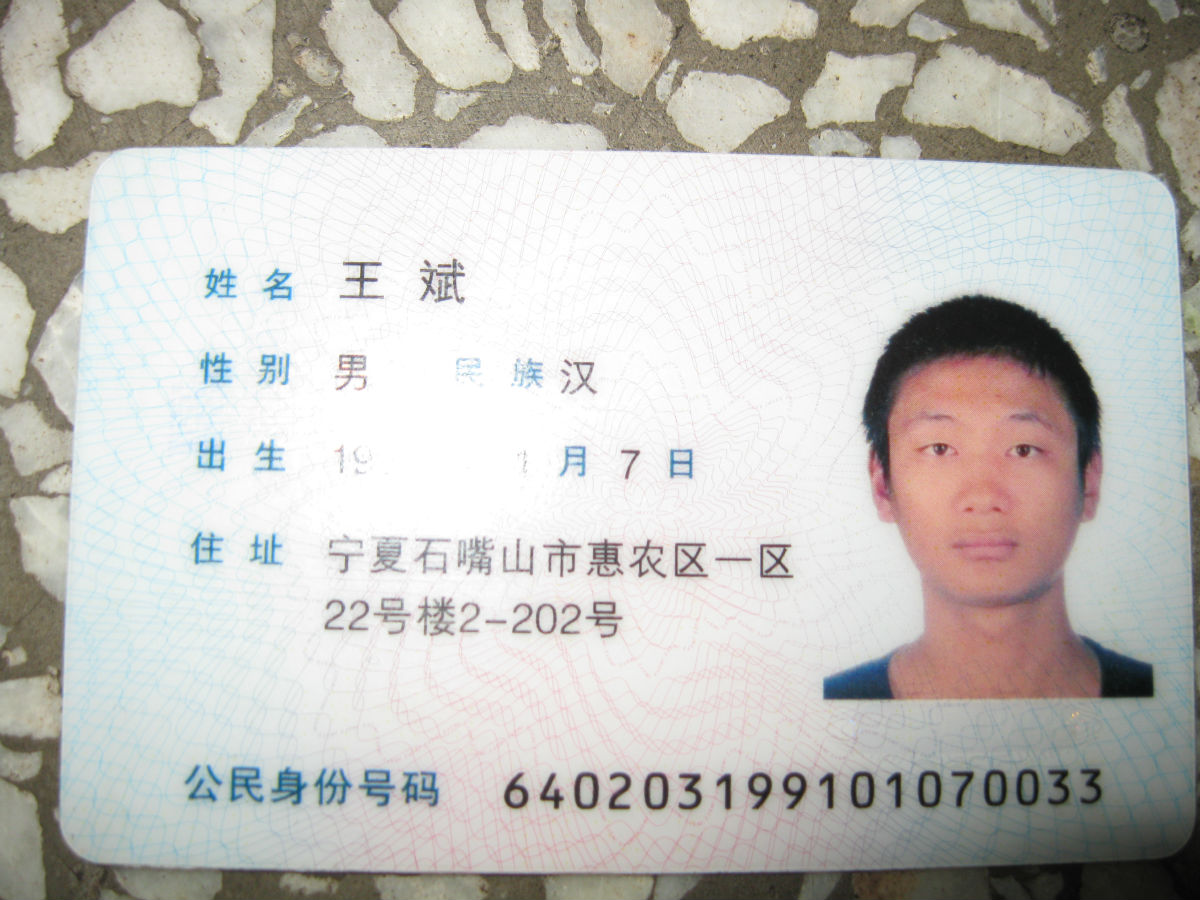 姓名 王斌
性别 男 民族 汉
出生 19 1 月 7 日
住址 宁夏石嘴山市惠农区一区
22号楼2-202号
公民身份号码 640203199101070033